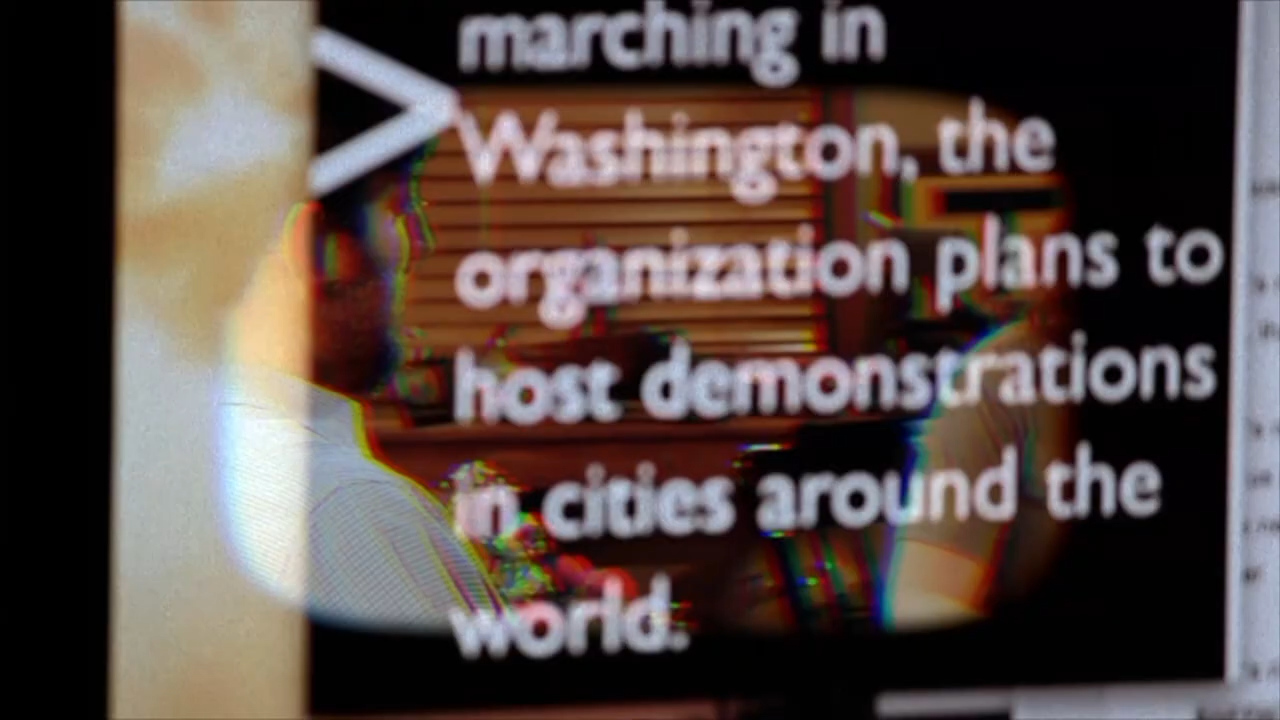 marching in
Washington, the
organization plans to
host demonstrations
in cities around the
world.